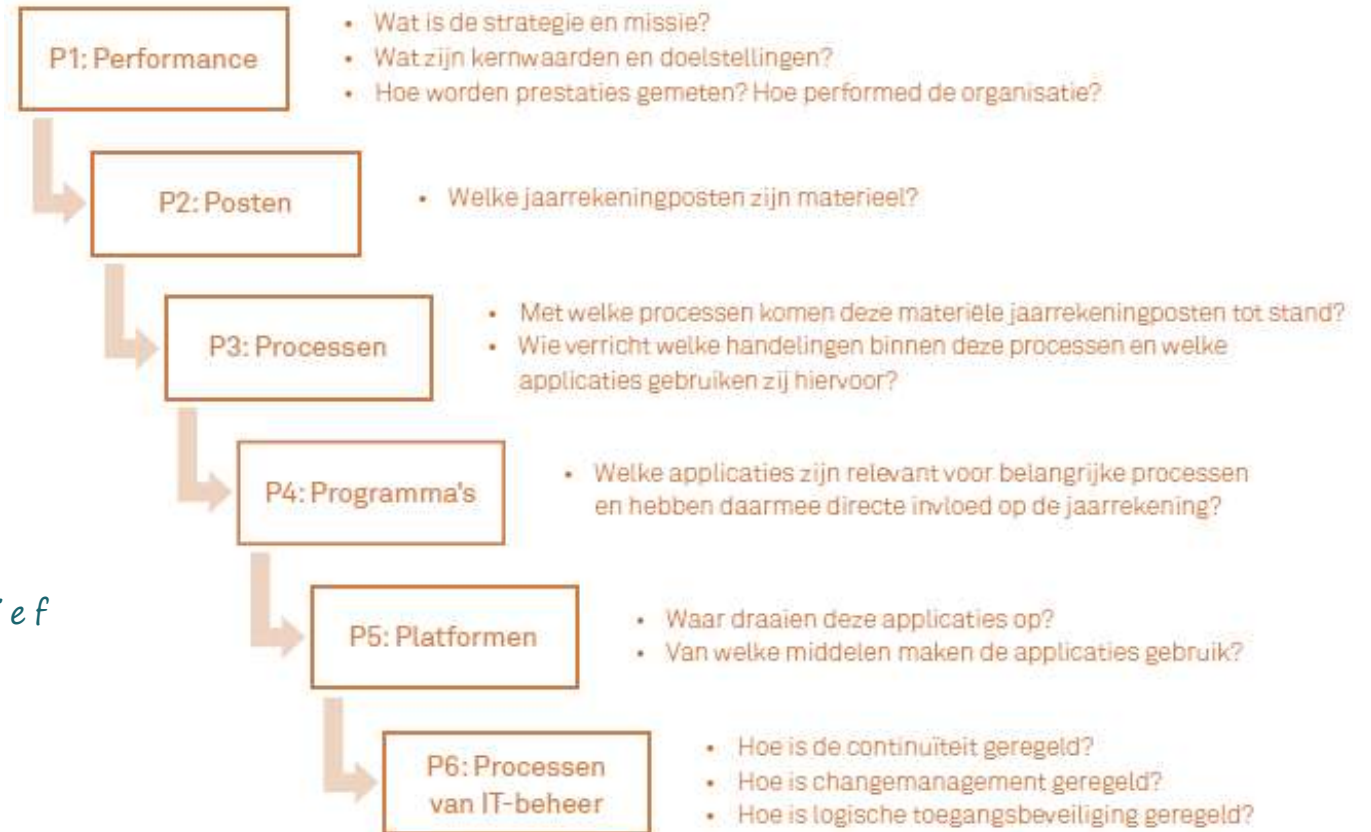 P1: Performance
• Wat is de strategie en missie?
• Wat zijn kernwaarden en doelstellingen?
• Hoe worden prestaties gemeten? Hoe performed de organisatie?
P2: Posten
• Welke jaarrekeningposten zijn materieel?
P3: Processen
• Met welke processen komen deze materiële jaarrekeningposten tot stand?
• Wie verricht welke handelingen binnen deze processen en welke
applicaties gebruiken zij hiervoor?
P4: Programma's
• Welke applicaties zijn relevant voor belangrijke processen
en hebben daarmee directe invloed op de jaarrekening?
ef
P5: Platformen
• Waar draaien deze applicaties op?
• Van welke middelen maken de applicaties gebruik?
P6: Processen
van IT-beheer
• Hoe is de continuïteit geregeld?
• Hoe is changemanagement geregeld?
• Hoe is logische toegangsbeveiliging geregeld?